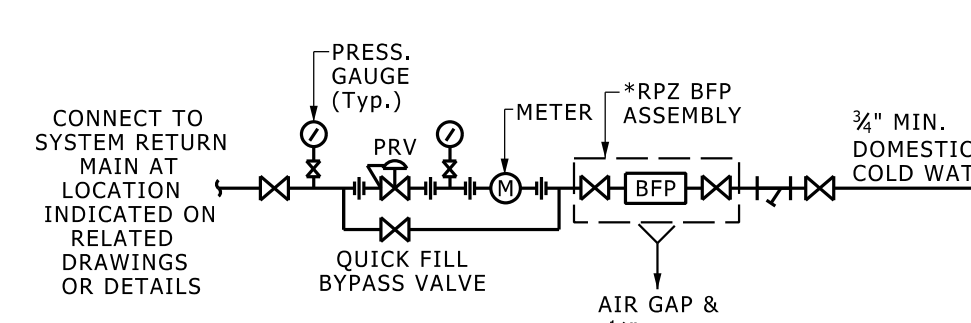 PRESS.
GAUGE
(Typ.)
CONNECT TO
SYSTEM RETURN
MAIN AT
LOCATION
INDICATED ON
RELATED
DRAWINGS
OR DETAILS
PRV
METER
M
*RPZ BFP
ASSEMBLY
BFP
¾" MIN.
DOMESTIC
COLD WAT
QUICK FILL
BYPASS VALVE
AIR GAP &